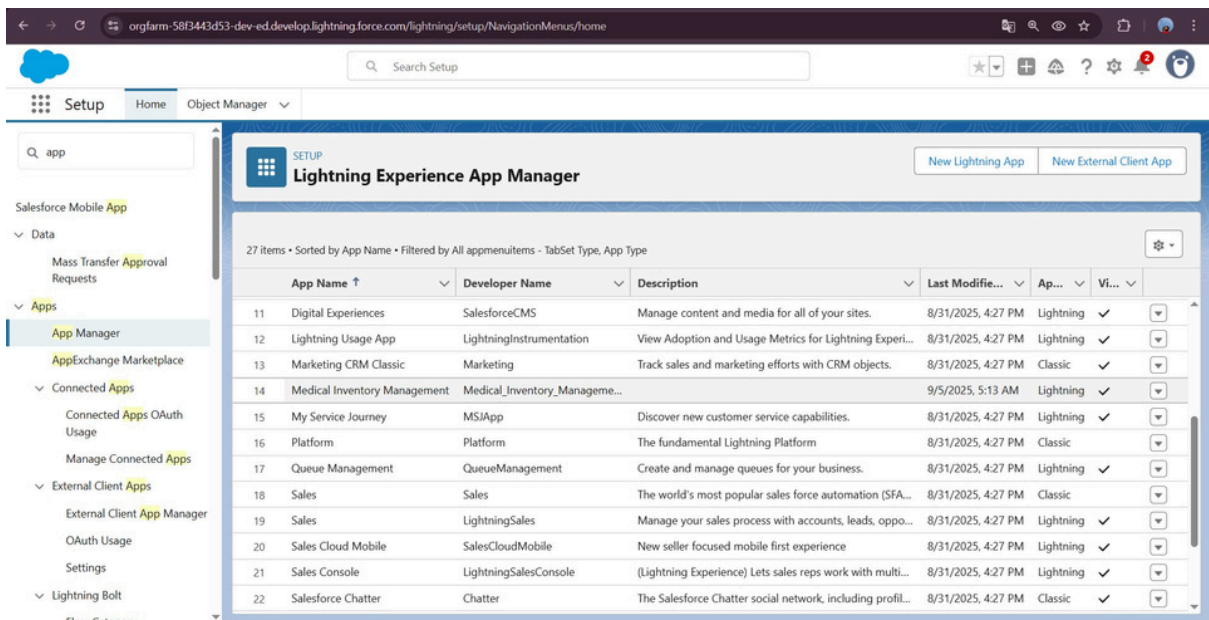 orgfarm-58f3443d53-dev-ed.develop.lightning.force.com/lightning/setup/NavigationMenus/home
Search Setup
2
Setup Home Object Manager
app
Salesforce Mobile App
Data
Mass Transfer Approval
Requests
Apps
App Manager
AppExchange Marketplace
Connected Apps
Connected Apps OAuth
Usage
Manage Connected Apps
External Client Apps
External Client App Manager
OAuth Usage
Settings
Lightning Bolt
SETUP
Lightning Experience App Manager
New Lightning App New External Client App
27 items • Sorted by App Name • Filtered by All appmenuitems - TabSet Type, App Type
App Name ↑ Developer Name Description Last Modifie... Ap... Vi...
11 Digital Experiences SalesforceCMS Manage content and media for all of your sites. 8/31/2025, 4:27 PM Lightning
12 Lightning Usage App LightningInstrumentation View Adoption and Usage Metrics for Lightning Experi... 8/31/2025, 4:27 PM Lightning
13 Marketing CRM Classic Marketing Track sales and marketing efforts with CRM objects. 8/31/2025, 4:27 PM Classic
14 Medical Inventory Management Medical_Inventory_Manageme... 9/5/2025, 5:13 AM Lightning
15 My Service Journey MSJApp Discover new customer service capabilities. 8/31/2025, 4:27 PM Lightning
16 Platform Platform The fundamental Lightning Platform 8/31/2025, 4:27 PM Classic
17 Queue Management QueueManagement Create and manage queues for your business. 8/31/2025, 4:27 PM Lightning
18 Sales Sales The world's most popular sales force automation (SFA... 8/31/2025, 4:27 PM Classic
19 Sales LightningSales Manage your sales process with accounts, leads, oppo... 8/31/2025, 4:27 PM Lightning
20 Sales Cloud Mobile SalesCloudMobile New seller focused mobile first experience 8/31/2025, 4:27 PM Lightning
21 Sales Console LightningSalesConsole (Lightning Experience) Lets sales reps work with multi... 8/31/2025, 4:27 PM Lightning
22 Salesforce Chatter Chatter The Salesforce Chatter social network, including profil... 8/31/2025, 4:27 PM Classic